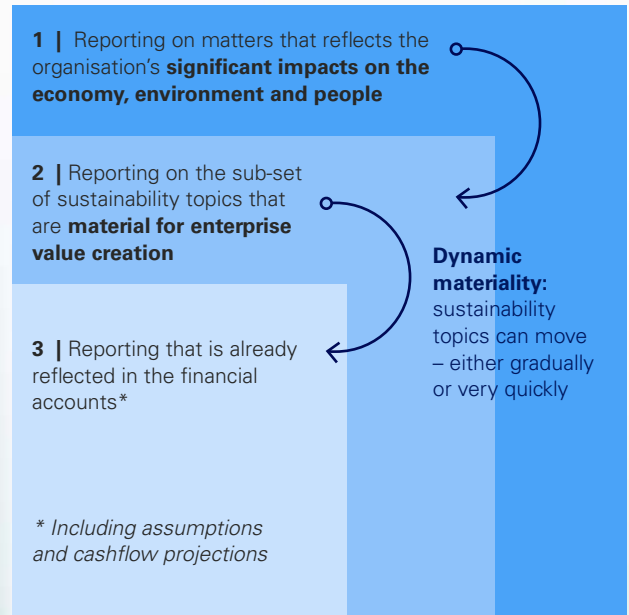 1 | Reporting on matters that reflects the
organisation's significant impacts on the
economy, environment and people
2 | Reporting on the sub-set
of sustainability topics that
are material for enterprise
value creation
Dynamic
materiality:
sustainability
topics can move
– either gradually
or very quickly
3 | Reporting that is already
reflected in the financial
accounts*
* Including assumptions
and cashflow projections